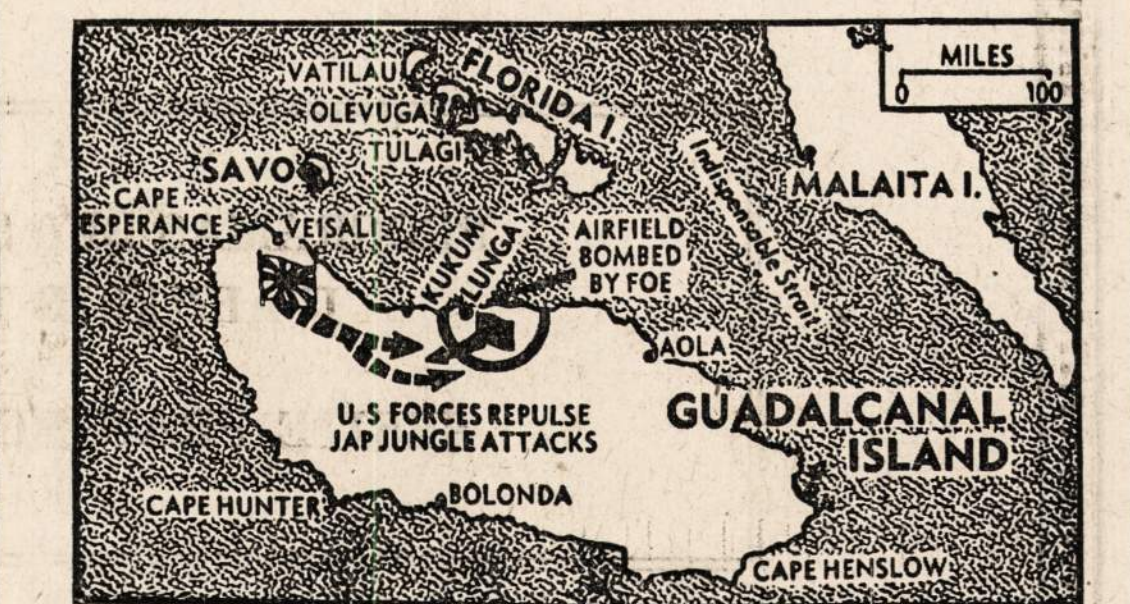 VATILAU
FLORIDA I.
OLEVUGA
TULAGI
MILES
0 100
SAVO
CAPE
ESPERANCE
VEISALI
KUKUM
LUNGA
AIRFIELD
BOMBED
BY FOE
Indispensable Strait
MALAITA I.
AOLA
U.S FORCES REPULSE
JAP JUNGLE ATTACKS
GUADALCANAL
ISLAND
CAPE HUNTER
BOLONDA
CAPE HENSLOW